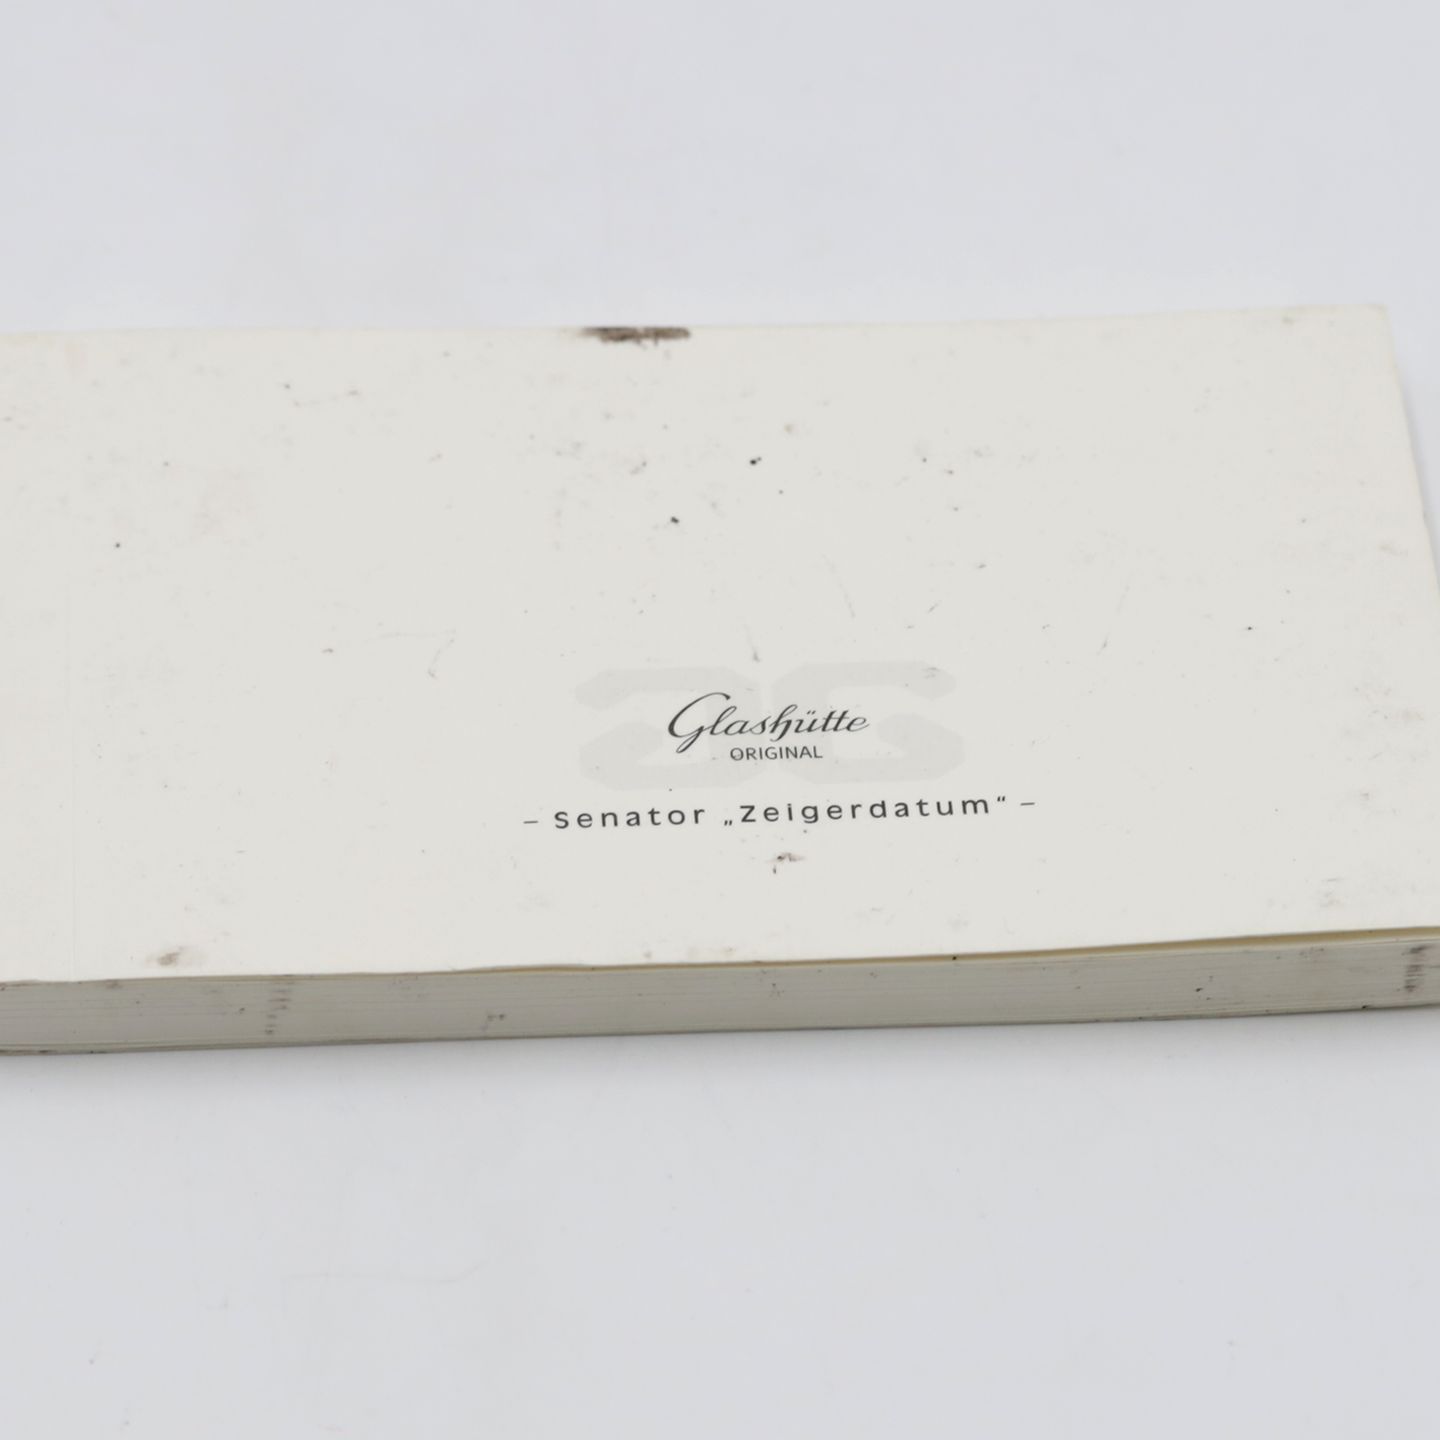 Glashütte
ORIGINAL
– Senator „Zeigerdatum“ –